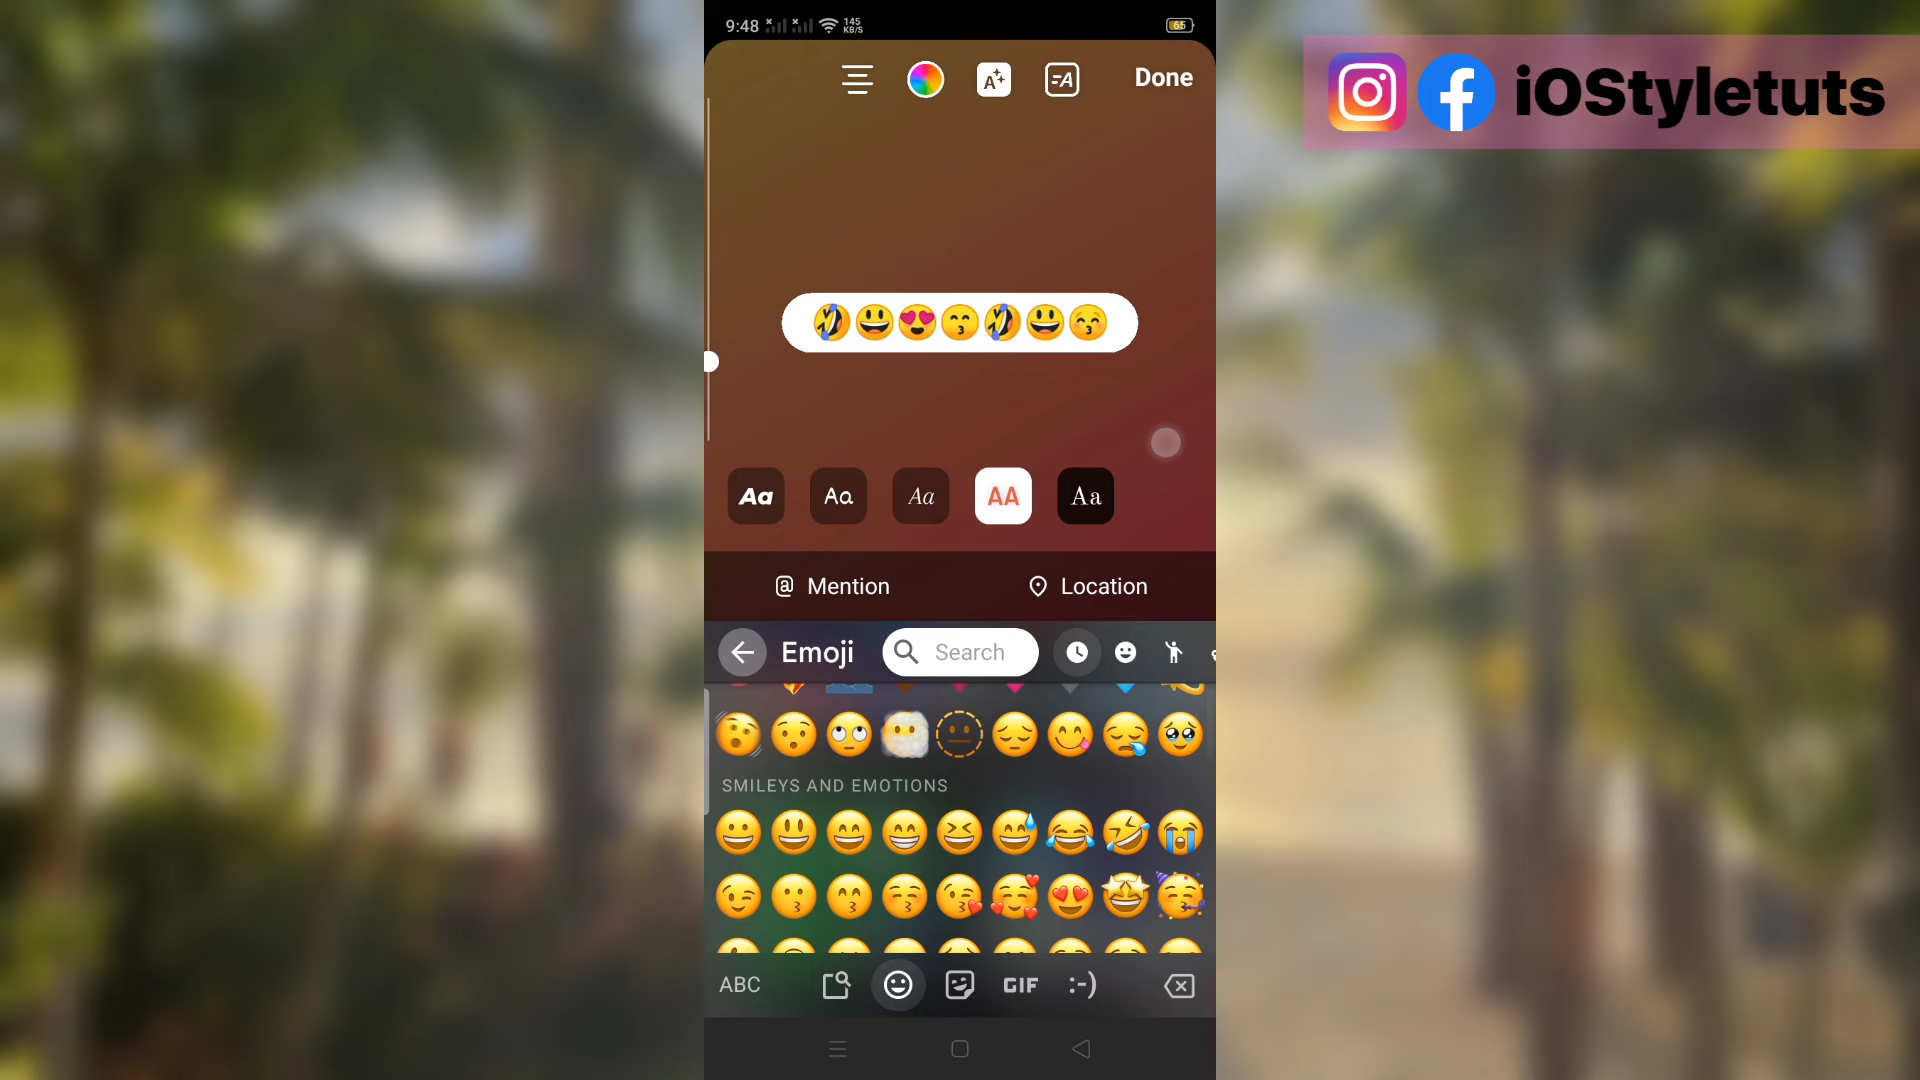 9:48 145 KB/S 65
Done
iOStyletuts
Aa Aa Aa AA Aa
Mention Location
Emoji Search
SMILEYS AND EMOTIONS
ABC GIF :-)